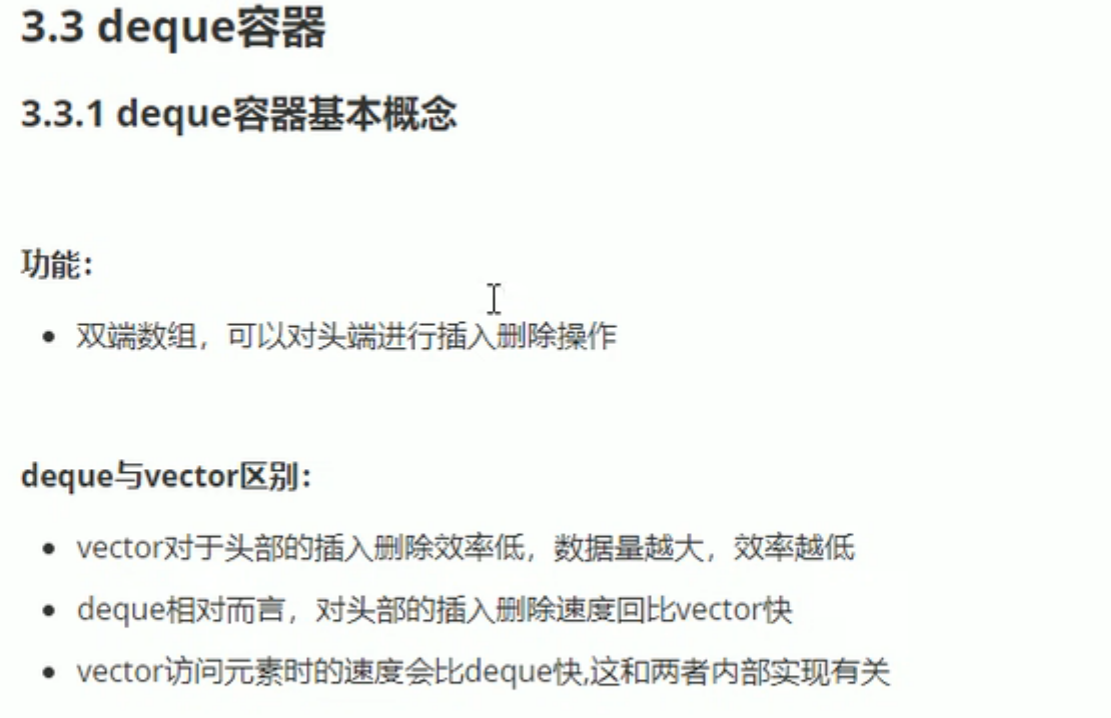 3.3 deque容器
3.3.1 deque容器基本概念
功能：
双端数组，可以对头端进行插入删除操作
deque与vector区别：
vector对于头部的插入删除效率低，数据量越大，效率越低
deque相对而言，对头部的插入删除速度回比vector快
vector访问元素时的速度会比deque快,这和两者内部实现有关